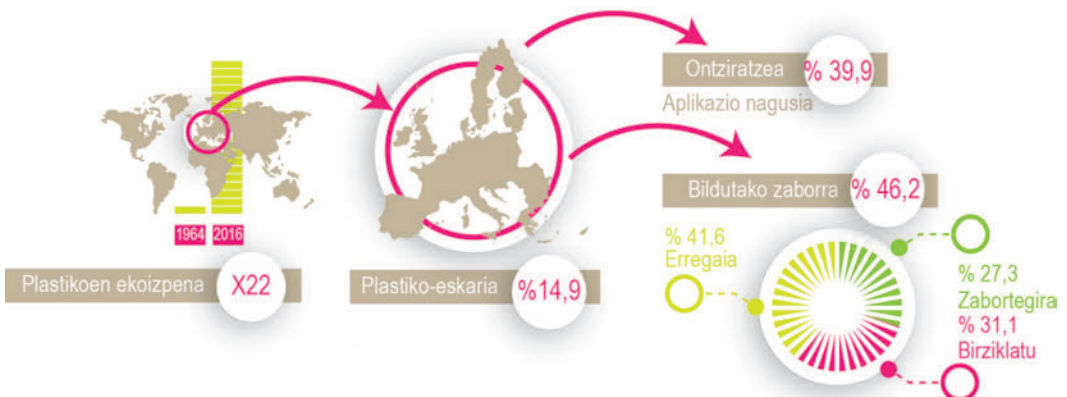 1964 2016
Plastikoen ekoizpena X22
Plastiko-eskaria %14,9
Ontziratzea % 39,9
Aplikazio nagusia
Bildutako zaborra % 46,2
% 41,6
Erregaia
% 27,3
Zabortegira
% 31,1
Birziklatu